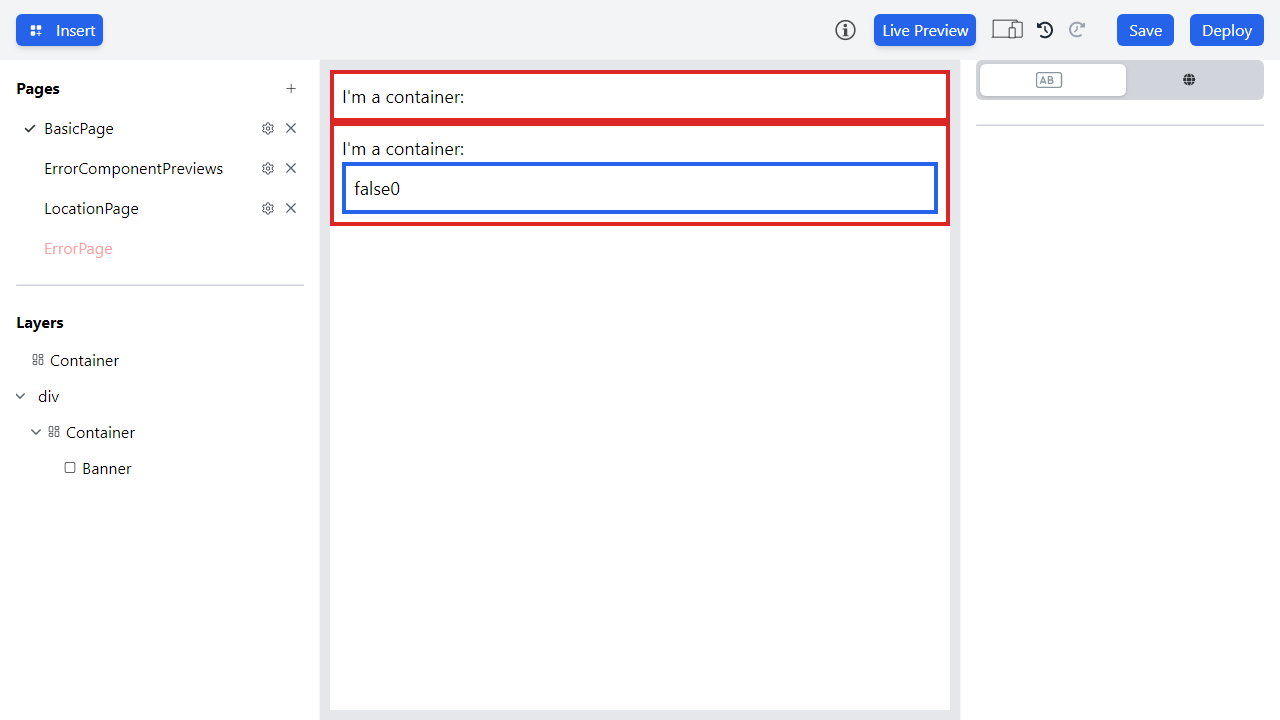 Insert
Live Preview
Save
Deploy
Pages
BasicPage
ErrorComponentPreviews
LocationPage
ErrorPage
Layers
Container
div
Container
Banner
I'm a container:
I'm a container:
false0
AB